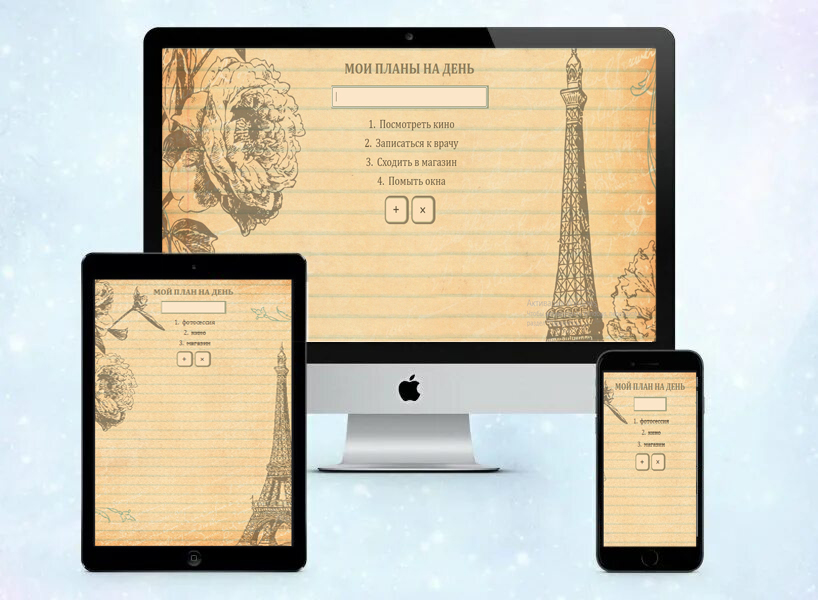 МОИ ПЛАНЫ НА ДЕНЬ
1. Посмотреть кино
2. Записаться к врачу
3. Сходить в магазин
4. Помыть окна
+ x
МОЙ ПЛАН НА ДЕНЬ
1. фотосессия
2. кино
3. магазин
+ x
МОЙ ПЛАН НА ДЕНЬ
1. фотосессия
2. кино
3. магазин
+ x